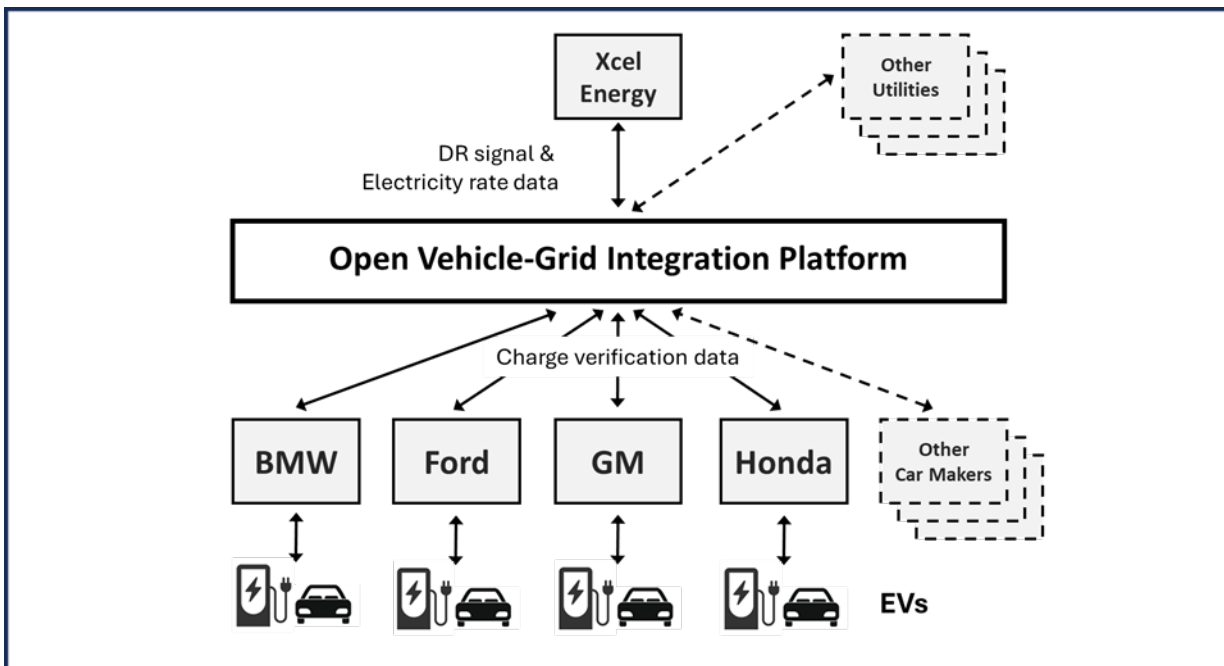 Xcel
Energy
Other
Utilities
DR signal &
Electricity rate data
Open Vehicle-Grid Integration Platform
Charge verification data
BMW
Ford
GM
Honda
Other
Car Makers
EVs